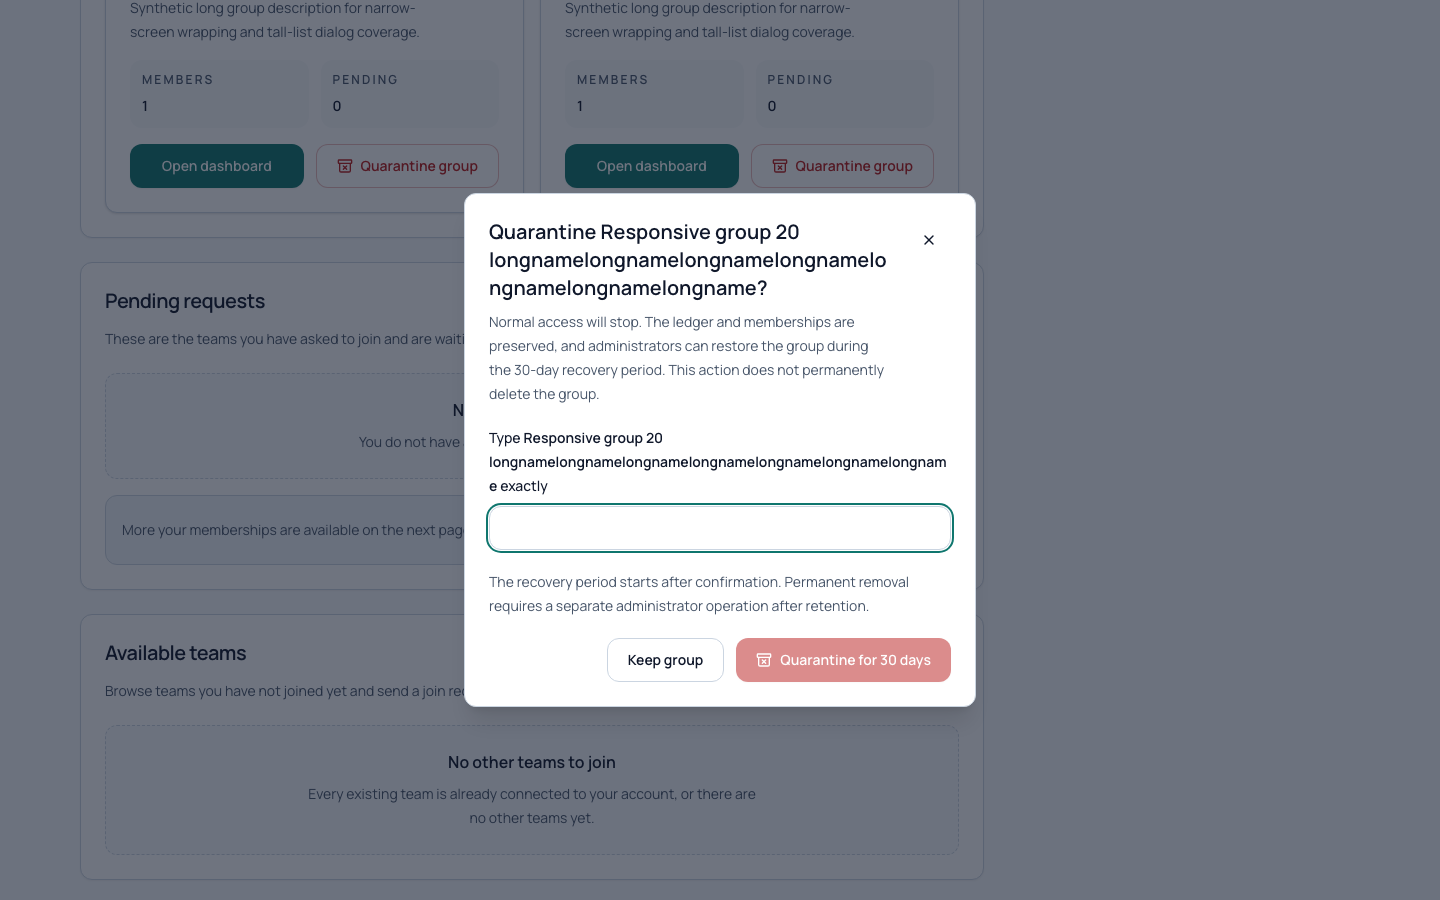 Synthetic long group description for narrow-
screen wrapping and tall-list dialog coverage.
MEMBERS
1
PENDING
0
Open dashboard
Quarantine group
Synthetic long group description for narrow-
screen wrapping and tall-list dialog coverage.
MEMBERS
1
PENDING
0
Open dashboard
Quarantine group
Quarantine Responsive group 20
longnamelongnamelongnamelongnamelo
ngnamelongnamelongname?
Normal access will stop. The ledger and memberships are
preserved, and administrators can restore the group during
the 30-day recovery period. This action does not permanently
delete the group.
Type Responsive group 20
longnamelongnamelongnamelongnamelongnamelongnamelongnam
e exactly
The recovery period starts after confirmation. Permanent removal
requires a separate administrator operation after retention.
Keep group
Quarantine for 30 days
Pending requests
These are the teams you have asked to join and are
You do not have
More your memberships are available on the next
Available teams
Browse teams you have not joined yet and send a join
No other teams to join
Every existing team is already connected to your account, or there are
no other teams yet.